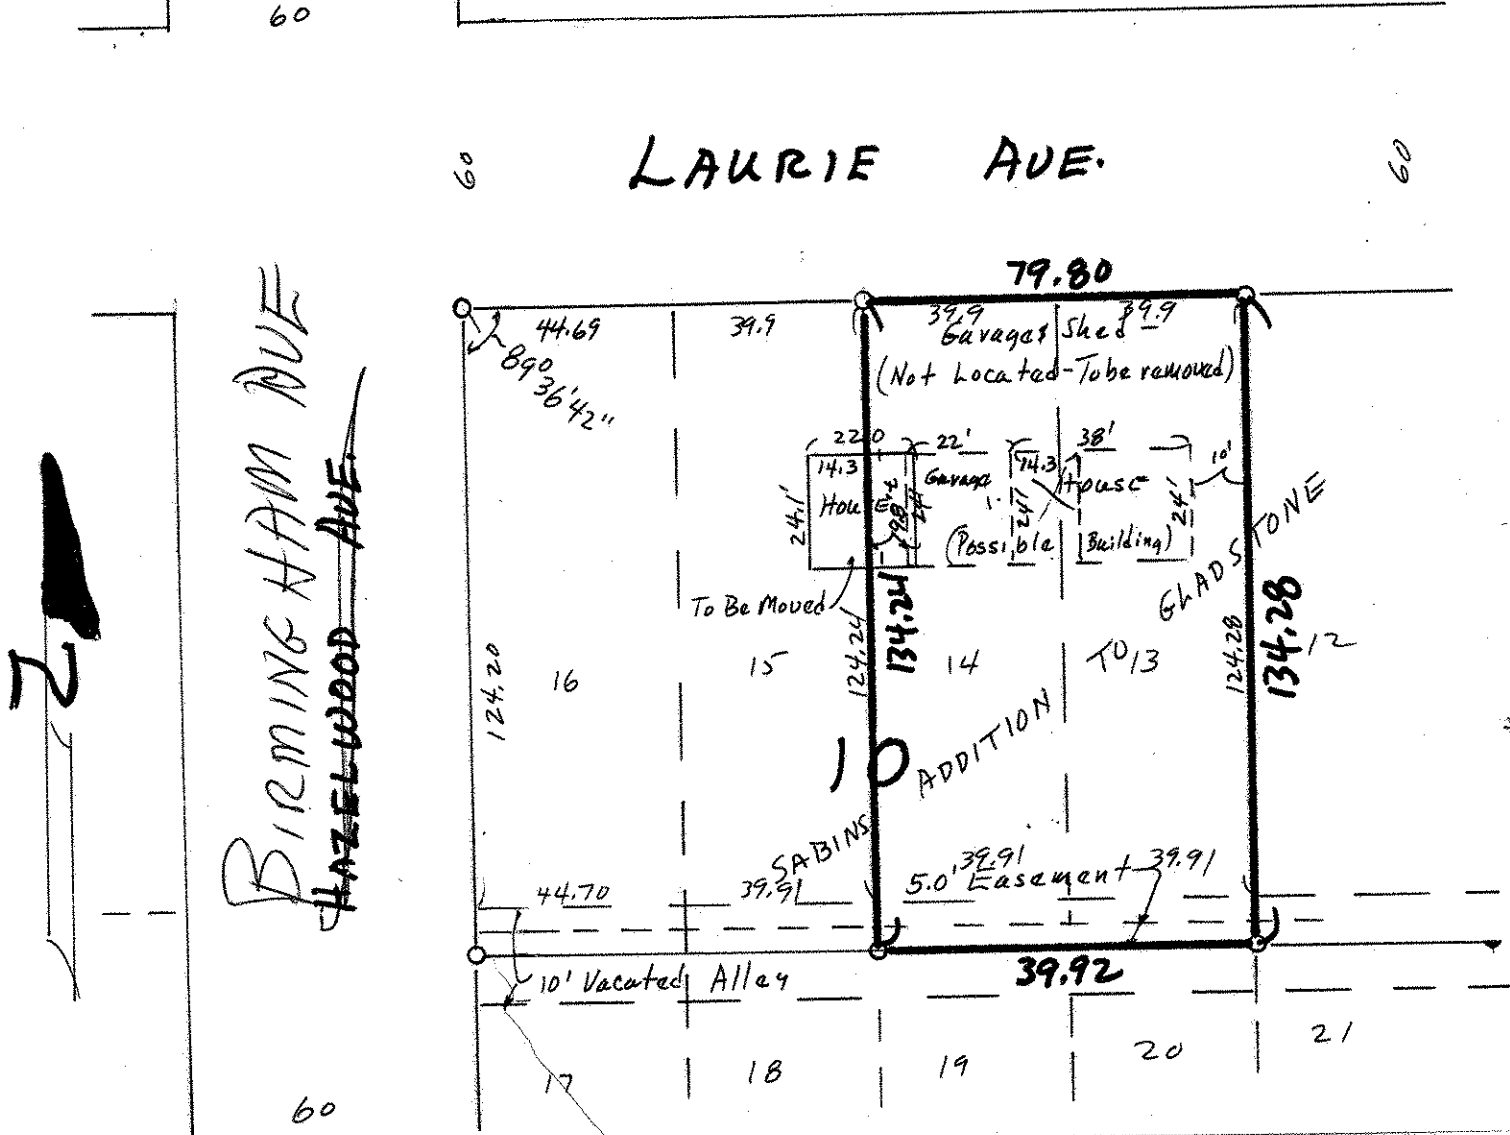 60
LAURIE AVE.
60
60
79.80
44.69
39.9
39.9
39.9
89° 36' 42"
Garage & Shed
(Not Located - To be removed)
22.0
22'
38'
10'
14.3
Garage
14.3
House
House
24.1'
9.8'±
24'
24'
24'
(Possible Building)
To Be Moved
BIRMINGHAM AVE
HAZELWOOD AVE.
Z
124.20
124.24
134.24
124.28
134.28
16
15
14
13
12
10
SABINS ADDITION TO GLADSTONE
44.70
39.91
39.91
39.91
5.0' Easement
39.92
10' Vacated Alley
17
18
19
20
21
60